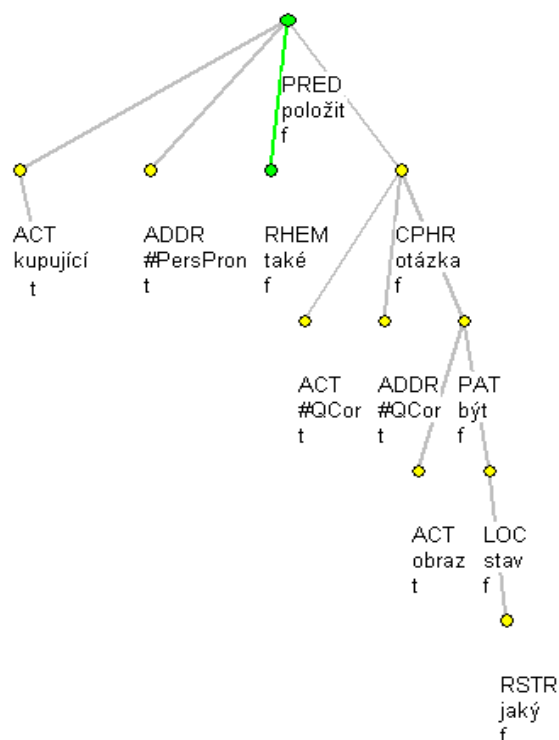 PRED
položit
f
ACT
kupující
t
ADDR
#PersPron
t
RHEM
také
f
CPHR
otázka
f
ACT
#QCor
t
ADDR
#QCor
t
PAT
být
f
ACT
obraz
t
LOC
stav
f
RSTR
jaký
f